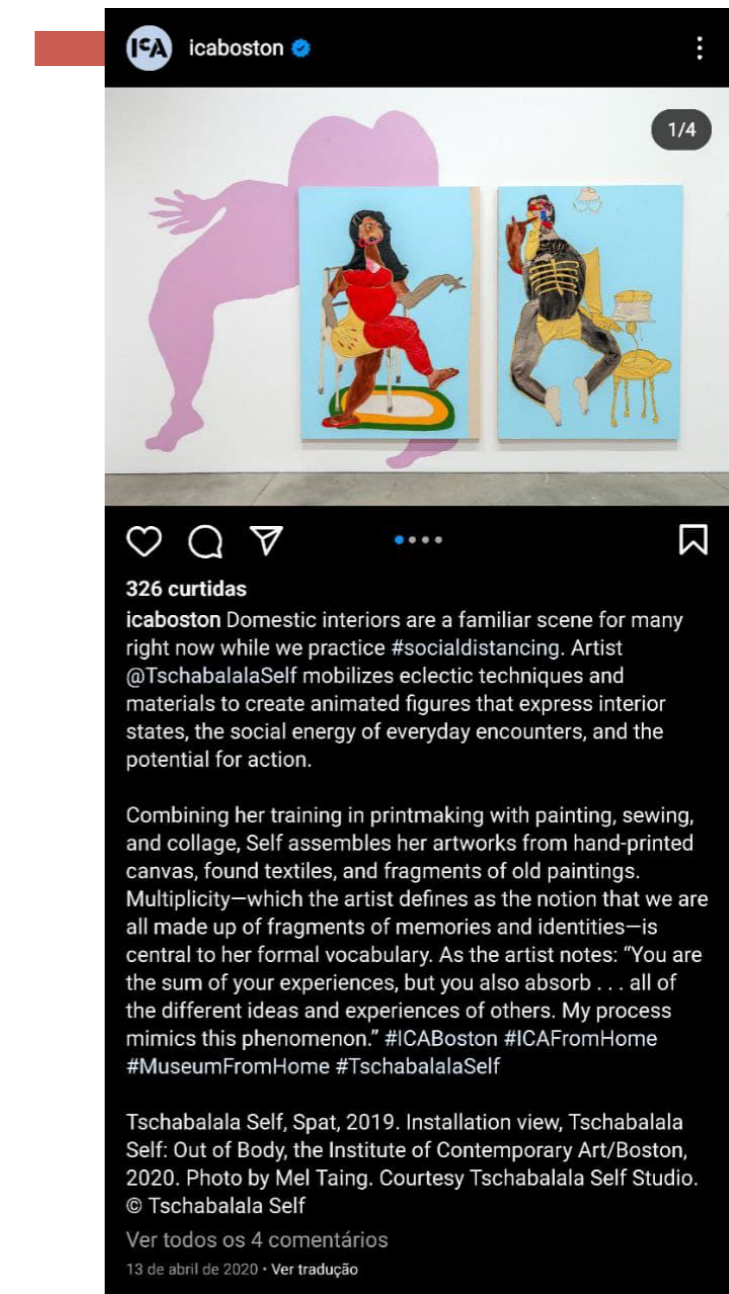 ICA icaboston
1/4
326 curtidas
icaboston Domestic interiors are a familiar scene for many
right now while we practice #socialdistancing. Artist
@TschabalalaSelf mobilizes eclectic techniques and
materials to create animated figures that express interior
states, the social energy of everyday encounters, and the
potential for action.
Combining her training in printmaking with painting, sewing,
and collage, Self assembles her artworks from hand-printed
canvas, found textiles, and fragments of old paintings.
Multiplicity—which the artist defines as the notion that we are
all made up of fragments of memories and identities—is
central to her formal vocabulary. As the artist notes: “You are
the sum of your experiences, but you also absorb . . . all of
the different ideas and experiences of others. My process
mimics this phenomenon.” #ICABoston #ICAFromHome
#MuseumFromHome #TschabalalaSelf
Tschabalala Self, Spat, 2019. Installation view, Tschabalala
Self: Out of Body, the Institute of Contemporary Art/Boston,
2020. Photo by Mel Taing. Courtesy Tschabalala Self Studio.
© Tschabalala Self
Ver todos os 4 comentários
13 de abril de 2020 • Ver tradução